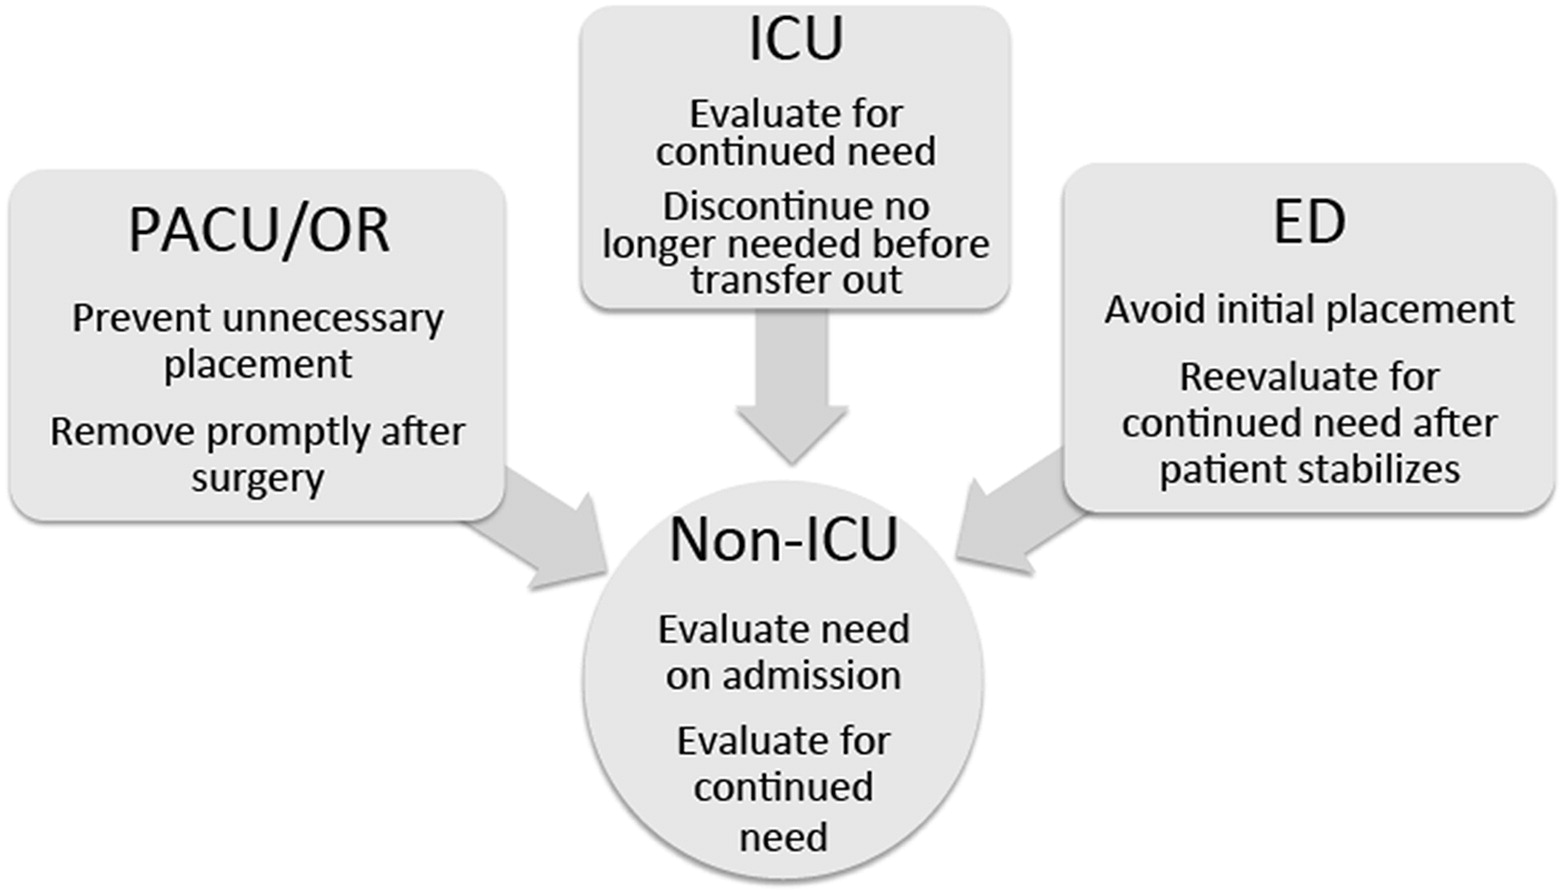 ICU
Evaluate for
continued need
Discontinue no
longer needed before
transfer out
PACU/OR
Prevent unnecessary
placement
Remove promptly after
surgery
ED
Avoid initial placement
Reevaluate for
continued need after
patient stabilizes
Non-ICU
Evaluate need
on admission
Evaluate for
continued
need